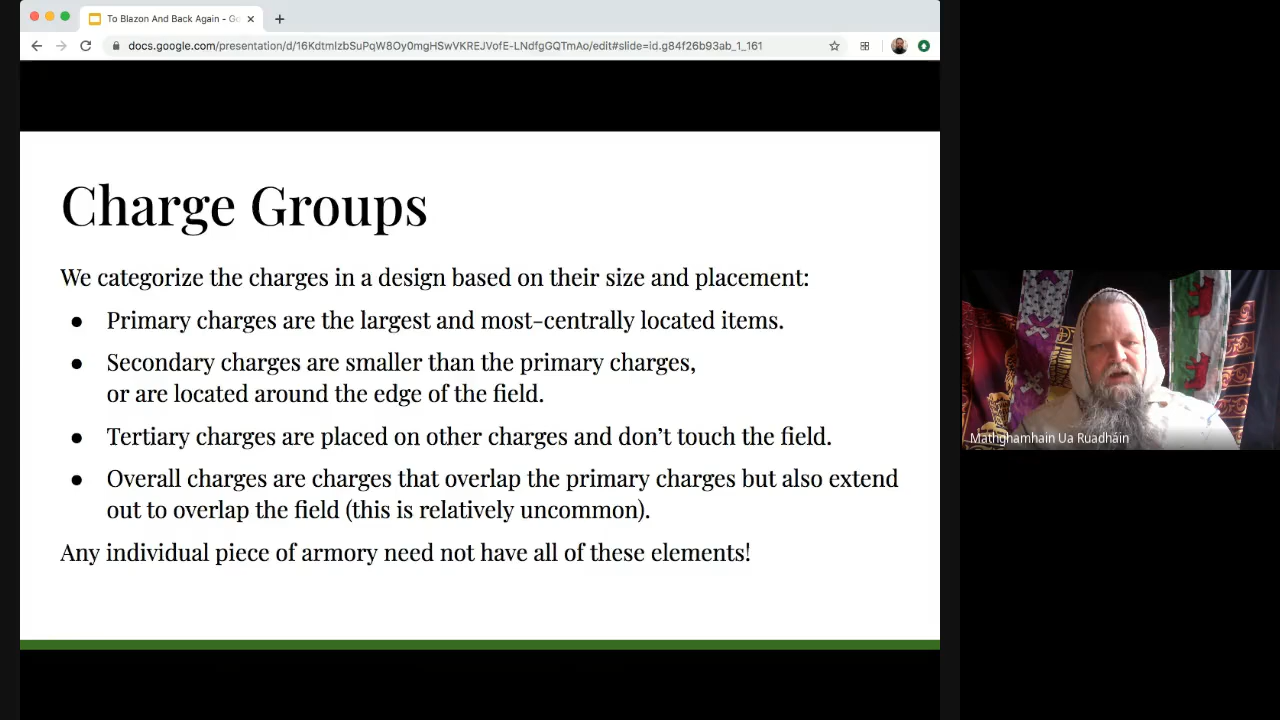 To Blazon And Back Again - Go
docs.google.com/presentation/d/16KdtmIzbSuPqW8Oy0mgHSwVKREJVofE-LNdfgGQTmAo/edit#slide=id.g84f26b93ab_1_161
Charge Groups
We categorize the charges in a design based on their size and placement:
● Primary charges are the largest and most-centrally located items.
● Secondary charges are smaller than the primary charges,
or are located around the edge of the field.
● Tertiary charges are placed on other charges and don’t touch the field.
● Overall charges are charges that overlap the primary charges but also extend
out to overlap the field (this is relatively uncommon).
Any individual piece of armory need not have all of these elements!
Mathghamhain Ua Ruadháin